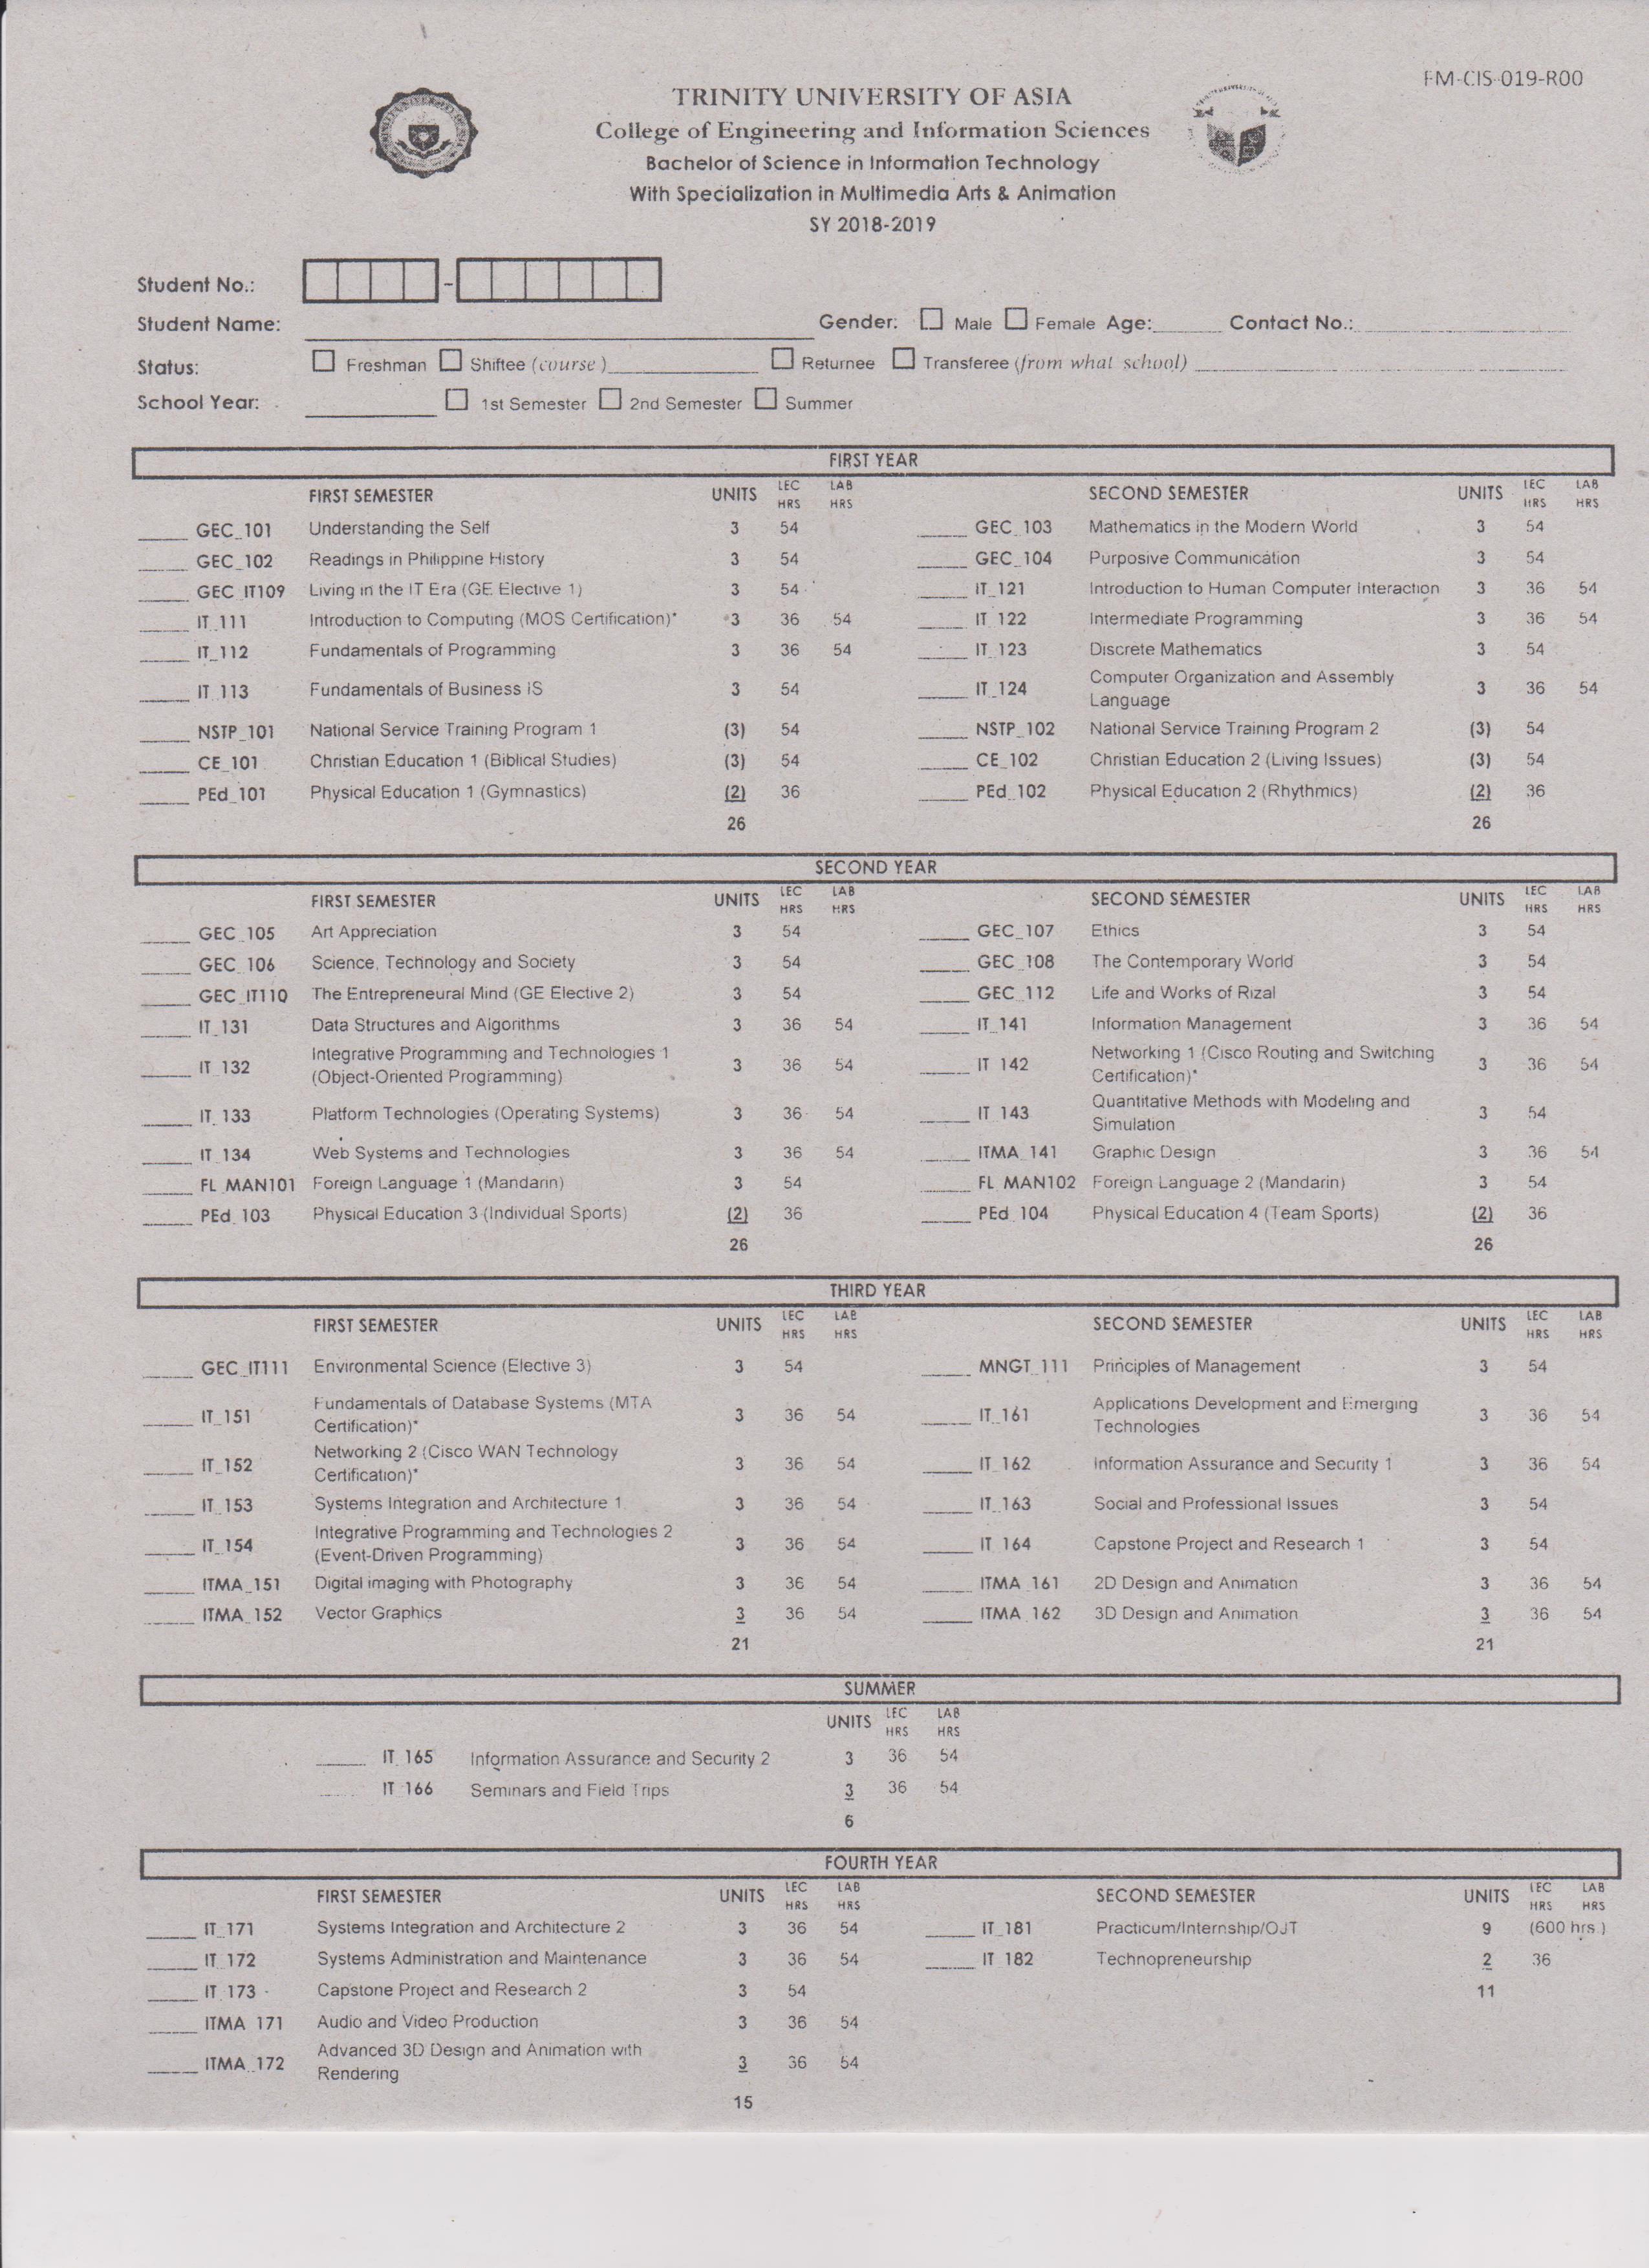 FM-CIS-019-R00
TRINITY UNIVERSITY OF ASIA
College of Engineering and Information Sciences
Bachelor of Science in Information Technology
With Specialization in Multimedia Arts & Animation
SY 2018-2019
Student No.: -
Student Name: Gender: Male Female Age: Contact No.:
Status: Freshman Shiftee (course) Returnee Transferee (from what school)
School Year: 1st Semester 2nd Semester Summer
FIRST YEAR
FIRST SEMESTER UNITS LEC HRS LAB HRS SECOND SEMESTER UNITS LEC HRS LAB HRS
GEC_101 Understanding the Self 3 54 GEC_103 Mathematics in the Modern World 3 54
GEC_102 Readings in Philippine History 3 54 GEC_104 Purposive Communication 3 54
GEC_IT109 Living in the IT Era (GE Elective 1) 3 54 IT_121 Introduction to Human Computer Interaction 3 36 54
IT_111 Introduction to Computing (MOS Certification)* 3 36 54 IT_122 Intermediate Programming 3 36 54
IT_112 Fundamentals of Programming 3 36 54 IT_123 Discrete Mathematics 3 54
IT_113 Fundamentals of Business IS 3 54 IT_124 Computer Organization and Assembly Language 3 36 54
NSTP_101 National Service Training Program 1 (3) 54 NSTP_102 National Service Training Program 2 (3) 54
CE_101 Christian Education 1 (Biblical Studies) (3) 54 CE_102 Christian Education 2 (Living Issues) (3) 54
PEd_101 Physical Education 1 (Gymnastics) (2) 36 PEd_102 Physical Education 2 (Rhythmics) (2) 36
26 26
SECOND YEAR
FIRST SEMESTER UNITS LEC HRS LAB HRS SECOND SEMESTER UNITS LEC HRS LAB HRS
GEC_105 Art Appreciation 3 54 GEC_107 Ethics 3 54
GEC_106 Science, Technology and Society 3 54 GEC_108 The Contemporary World 3 54
GEC_IT110 The Entrepreneural Mind (GE Elective 2) 3 54 GEC_112 Life and Works of Rizal 3 54
IT_131 Data Structures and Algorithms 3 36 54 IT_141 Information Management 3 36 54
IT_132 Integrative Programming and Technologies 1 (Object-Oriented Programming) 3 36 54 IT_142 Networking 1 (Cisco Routing and Switching Certification)* 3 36 54
IT_133 Platform Technologies (Operating Systems) 3 36 54 IT_143 Quantitative Methods with Modeling and Simulation 3 54
IT_134 Web Systems and Technologies 3 36 54 ITMA_141 Graphic Design 3 36 54
FL_MAN101 Foreign Language 1 (Mandarin) 3 54 FL_MAN102 Foreign Language 2 (Mandarin) 3 54
PEd_103 Physical Education 3 (Individual Sports) (2) 36 PEd_104 Physical Education 4 (Team Sports) (2) 36
26 26
THIRD YEAR
FIRST SEMESTER UNITS LEC HRS LAB HRS SECOND SEMESTER UNITS LEC HRS LAB HRS
GEC_IT111 Environmental Science (Elective 3) 3 54 MNGT_111 Principles of Management 3 54
IT_151 Fundamentals of Database Systems (MTA Certification)* 3 36 54 IT_161 Applications Development and Emerging Technologies 3 36 54
IT_152 Networking 2 (Cisco WAN Technology Certification)* 3 36 54 IT_162 Information Assurance and Security 1 3 36 54
IT_153 Systems Integration and Architecture 1 3 36 54 IT_163 Social and Professional Issues 3 54
IT_154 Integrative Programming and Technologies 2 (Event-Driven Programming) 3 36 54 IT_164 Capstone Project and Research 1 3 54
ITMA_151 Digital imaging with Photography 3 36 54 ITMA_161 2D Design and Animation 3 36 54
ITMA_152 Vector Graphics 3 36 54 ITMA_162 3D Design and Animation 3 36 54
21 21
SUMMER
UNITS LEC HRS LAB HRS
IT_165 Information Assurance and Security 2 3 36 54
IT_166 Seminars and Field Trips 3 36 54
6
FOURTH YEAR
FIRST SEMESTER UNITS LEC HRS LAB HRS SECOND SEMESTER UNITS LEC HRS LAB HRS
IT_171 Systems Integration and Architecture 2 3 36 54 IT_181 Practicum/Internship/OJT 9 (600 hrs.)
IT_172 Systems Administration and Maintenance 3 36 54 IT_182 Technopreneurship 2 36
IT_173 Capstone Project and Research 2 3 54 11
ITMA_171 Audio and Video Production 3 36 54
ITMA_172 Advanced 3D Design and Animation with Rendering 3 36 54
15